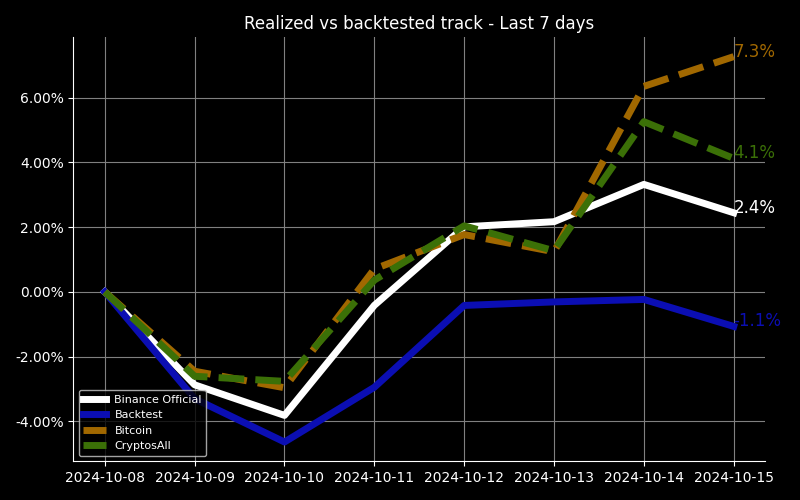 Realized vs backtested track - Last 7 days
7.3%
6.00%
4.00%
4.1%
2.4%
2.00%
0.00%
-1.1%
-2.00%
-4.00%
Binance Official
Backtest
Bitcoin
CryptosAll
2024-10-08 2024-10-09 2024-10-10 2024-10-11 2024-10-12 2024-10-13 2024-10-14 2024-10-15